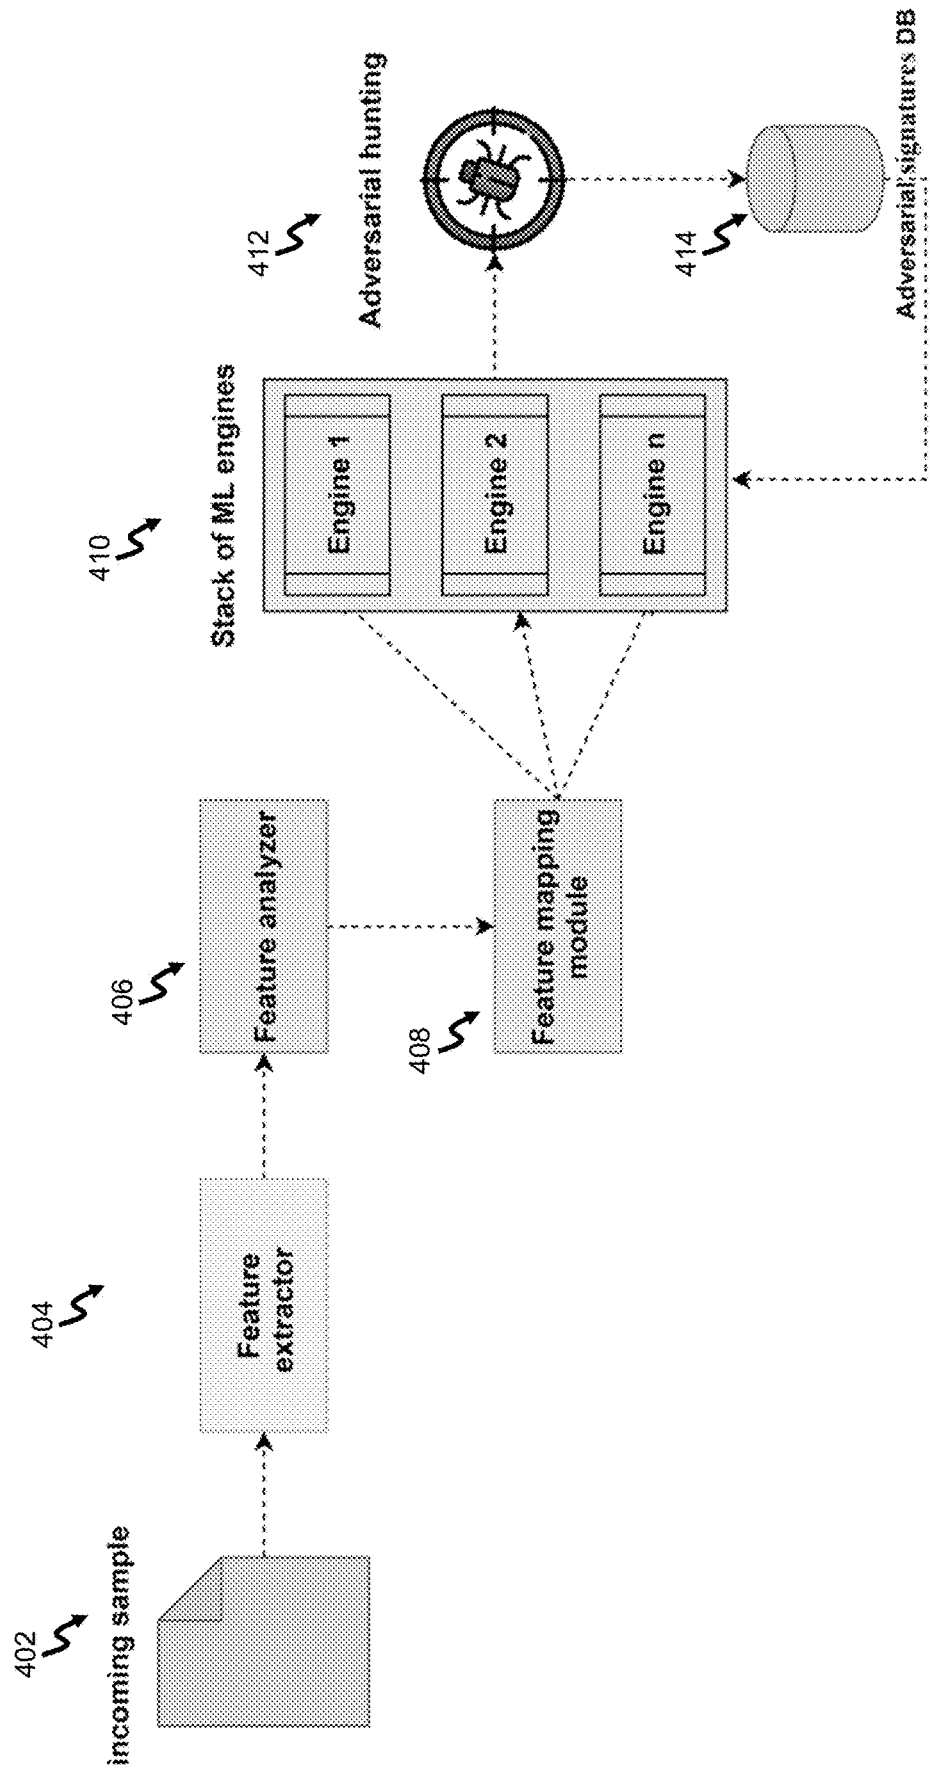 402
incoming sample
404
Feature
extractor
406
Feature analyzer
408
Feature mapping
module
410
Stack of ML engines
Engine 1
Engine 2
Engine n
412
Adversarial hunting
414
Adversarial signatures DB